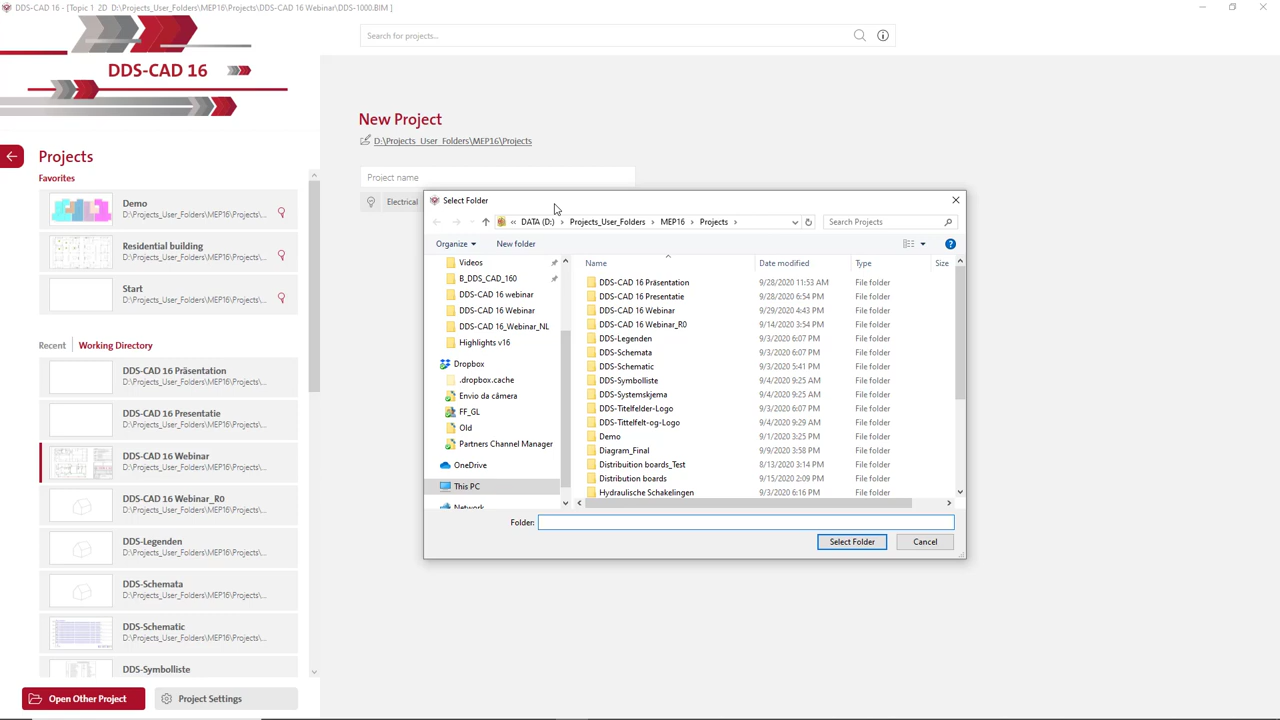 DDS-CAD 16 - [Topic 1  2D  D:\Projects_User_Folders\MEP16\Projects\DDS-CAD 16 Webinar\DDS-1000.BIM ]
DDS-CAD 16
Search for projects...
New Project
D:\Projects_User_Folders\MEP16\Projects
Project name
Electrical
Projects
Favorites
Demo
D:\Projects_User_Folders\MEP16\Projects\...
Residential building
D:\Projects_User_Folders\MEP16\Projects\...
Start
D:\Projects_User_Folders\MEP16\Projects\...
Recent
Working Directory
DDS-CAD 16 Präsentation
D:\Projects_User_Folders\MEP16\Projects\...
DDS-CAD 16 Presentatie
D:\Projects_User_Folders\MEP16\Projects\...
DDS-CAD 16 Webinar
D:\Projects_User_Folders\MEP16\Projects\...
DDS-CAD 16 Webinar_R0
D:\Projects_User_Folders\MEP16\Projects\...
DDS-Legenden
D:\Projects_User_Folders\MEP16\Projects\...
DDS-Schemata
D:\Projects_User_Folders\MEP16\Projects\...
DDS-Schematic
D:\Projects_User_Folders\MEP16\Projects\...
DDS-Symbolliste
Open Other Project
Project Settings
Select Folder
« DATA (D:) › Projects_User_Folders › MEP16 › Projects ›
Search Projects
Organize
New folder
Videos
B_DDS_CAD_160
DDS-CAD 16 webinar
DDS-CAD 16 Webinar
DDS-CAD 16_Webinar_NL
Highlights v16
Dropbox
.dropbox.cache
Envio da câmera
FF_GL
Old
Partners Channel Manager
OneDrive
This PC
Network
Name Date modified Type Size
DDS-CAD 16 Präsentation 9/28/2020 11:53 AM File folder
DDS-CAD 16 Presentatie 9/28/2020 6:54 PM File folder
DDS-CAD 16 Webinar 9/29/2020 4:43 PM File folder
DDS-CAD 16 Webinar_R0 9/14/2020 3:54 PM File folder
DDS-Legenden 9/3/2020 6:07 PM File folder
DDS-Schemata 9/3/2020 6:07 PM File folder
DDS-Schematic 9/3/2020 5:41 PM File folder
DDS-Symbolliste 9/4/2020 9:25 AM File folder
DDS-Systemskjema 9/4/2020 9:25 AM File folder
DDS-Titelfelder-Logo 9/3/2020 6:07 PM File folder
DDS-Tittelfelt-og-Logo 9/4/2020 9:29 AM File folder
Demo 9/1/2020 3:25 PM File folder
Diagram_Final 9/9/2020 3:58 PM File folder
Distribuition boards_Test 8/13/2020 3:14 PM File folder
Distribution boards 9/15/2020 2:09 PM File folder
Hydraulische Schakelingen 9/3/2020 6:16 PM File folder
Folder:
Select Folder
Cancel